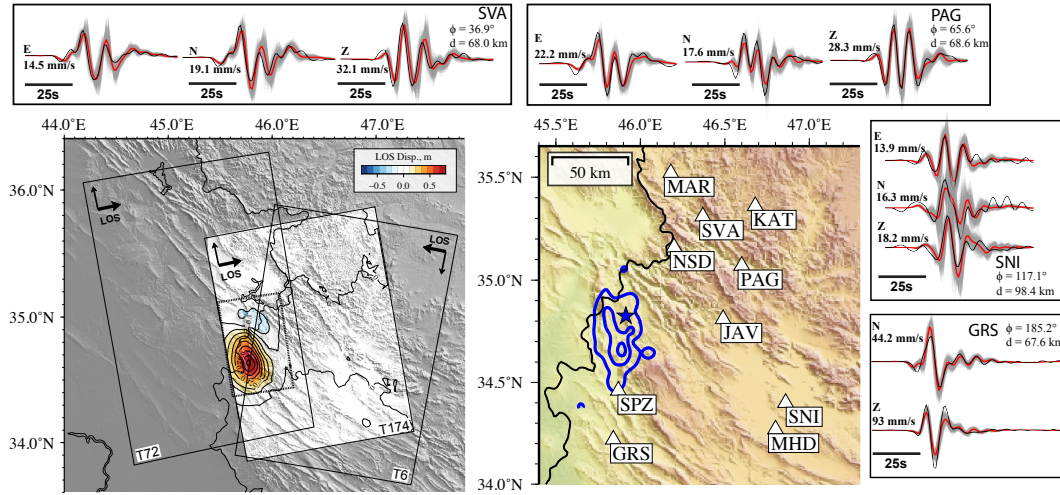 SVA
ϕ = 36.9°
d = 68.0 km
E
14.5 mm/s
25s
N
19.1 mm/s
25s
Z
32.1 mm/s
25s
PAG
ϕ = 65.6°
d = 68.6 km
E
22.2 mm/s
25s
N
17.6 mm/s
25s
Z
28.3 mm/s
25s
44.0°E 45.0°E 46.0°E 47.0°E
36.0°N
35.0°N
34.0°N
LOS Disp., m
−0.5 0.0 0.5
LOS
LOS
LOS
T72
T174
T6
45.5°E 46.0°E 46.5°E 47.0°E
35.5°N
35.0°N
34.5°N
34.0°N
50 km
MAR
KAT
SVA
NSD
PAG
JAV
SPZ
SNI
GRS
MHD
E
13.9 mm/s
N
16.3 mm/s
Z
18.2 mm/s
25s
SNI
ϕ = 117.1°
d = 98.4 km
N
44.2 mm/s
GRS
ϕ = 185.2°
d = 67.6 km
Z
93 mm/s
25s